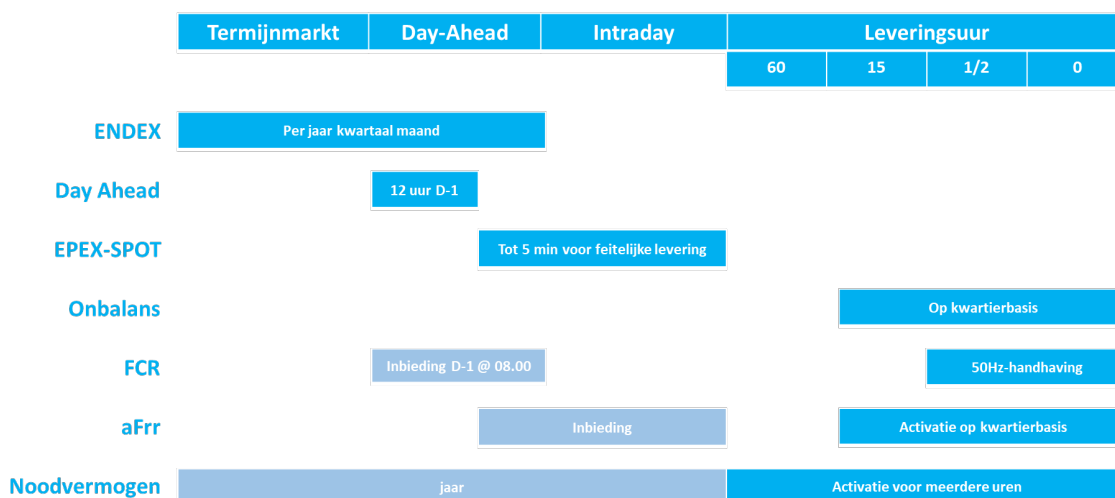 Termijnmarkt Day-Ahead Intraday Leveringsuur
60 15 1/2 0
ENDEX Per jaar kwartaal maand
Day Ahead 12 uur D-1
EPEX-SPOT Tot 5 min voor feitelijke levering
Onbalans Op kwartierbasis
FCR Inbieding D-1 @ 08.00 50Hz-handhaving
aFrr Inbieding Activatie op kwartierbasis
Noodvermogen jaar Activatie voor meerdere uren